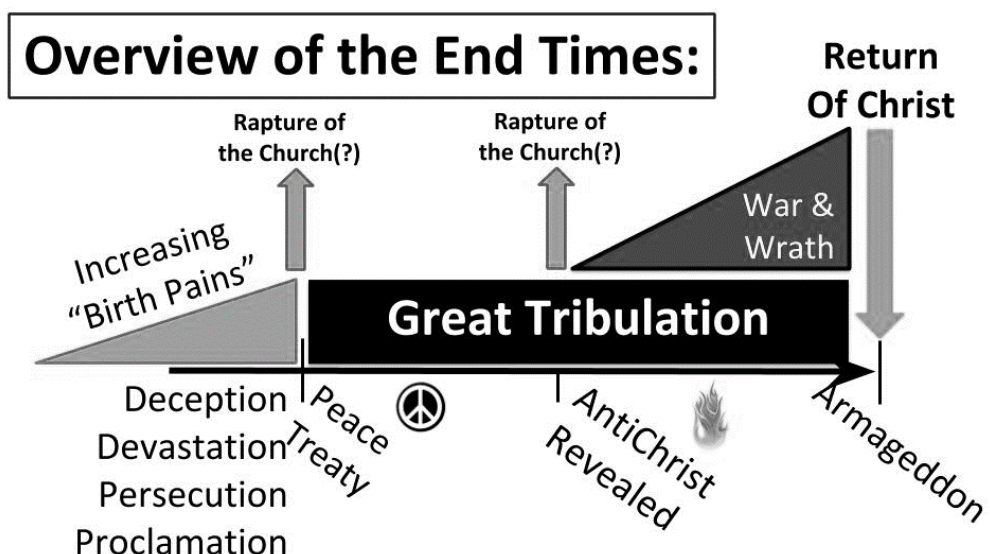 Overview of the End Times:
Return
Of Christ
Rapture of
the Church(?)
Rapture of
the Church(?)
War &
Wrath
Increasing
“Birth Pains”
Great Tribulation
Deception
Devastation
Persecution
Proclamation
Peace
Treaty
AntiChrist
Revealed
Armageddon